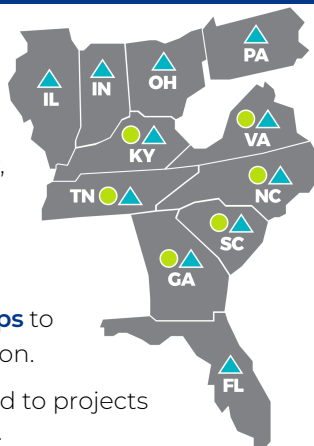 PA
OH
IN
IL
VA
KY
NC
TN
SC
GA
ps to
on.
FL
d to projects